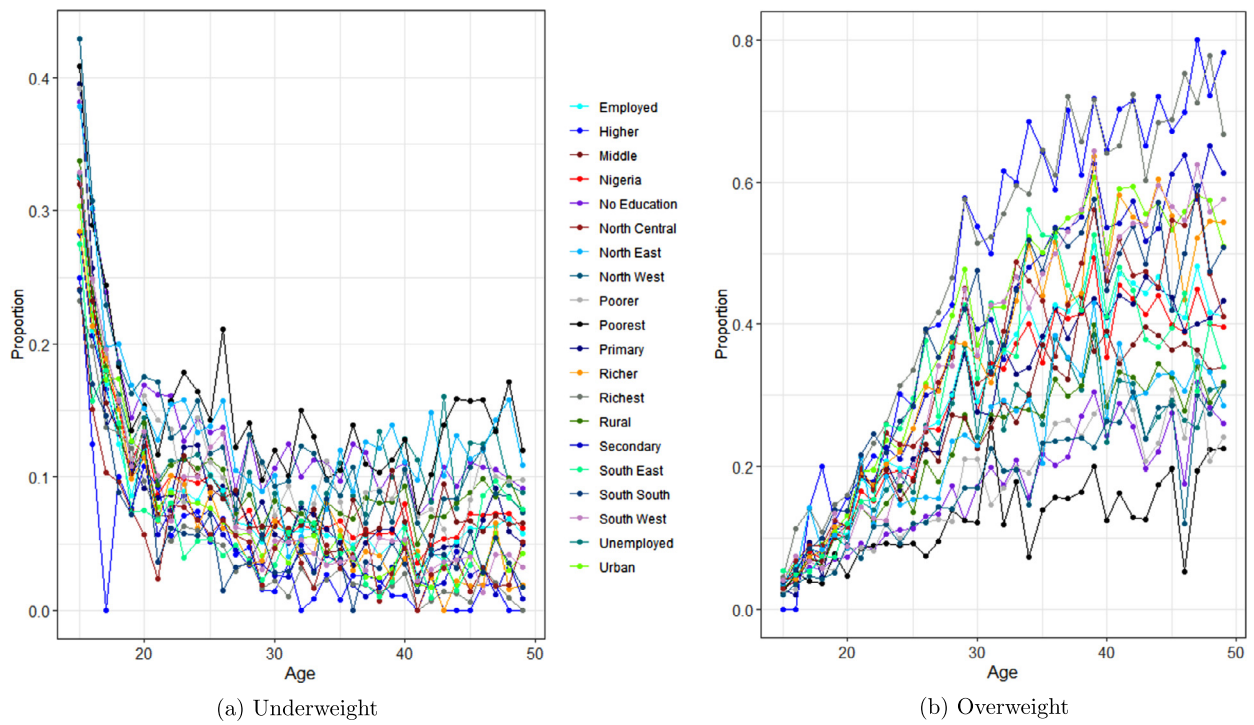 0.4
0.3
0.2
0.1
0.0
Proportion
20
30
40
50
Age
(a) Underweight
Employed
Higher
Middle
Nigeria
No Education
North Central
North East
North West
Poorer
Poorest
Primary
Richer
Richest
Rural
Secondary
South East
South South
South West
Unemployed
Urban
0.8
0.6
0.4
0.2
0.0
Proportion
20
30
40
50
Age
(b) Overweight